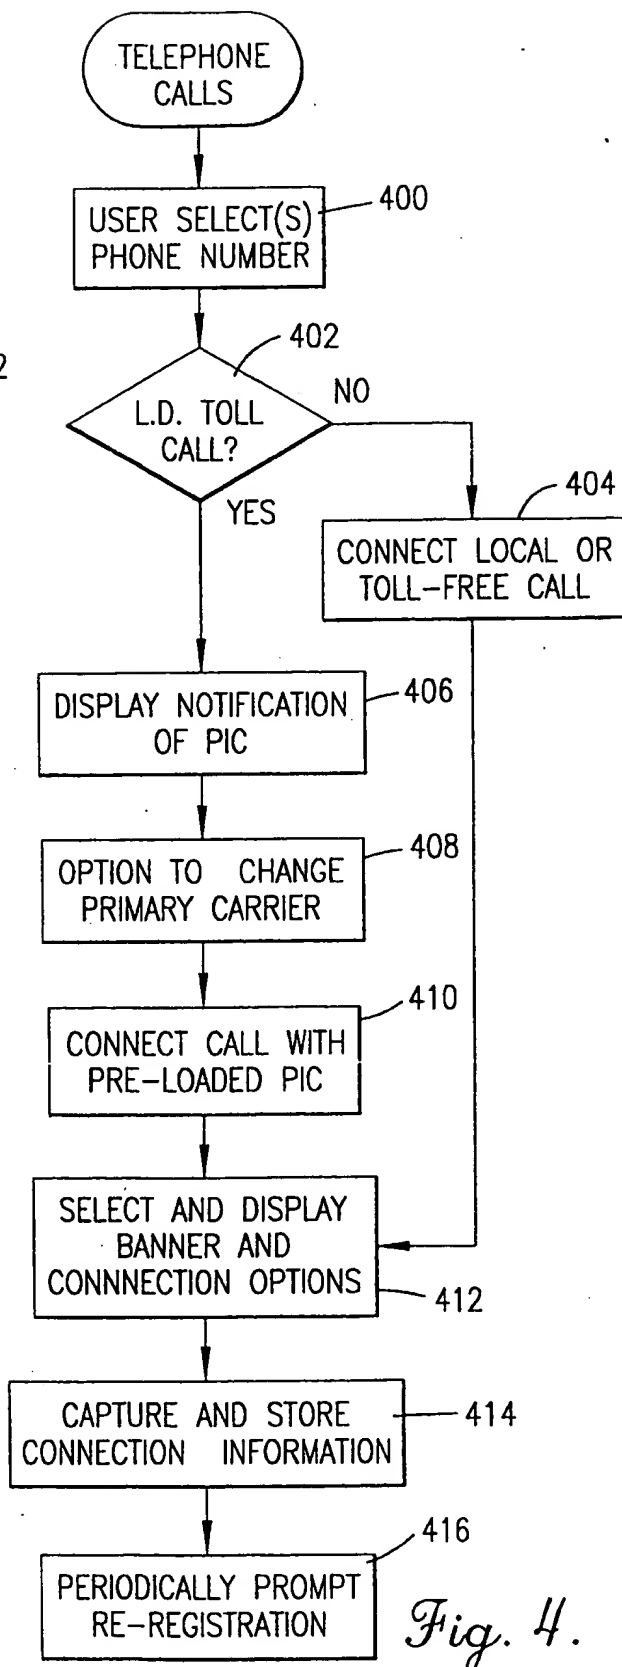 TELEPHONE
CALLS
USER SELECT(S)
PHONE NUMBER
400
402
2
L.D. TOLL
CALL?
NO
YES
404
CONNECT LOCAL OR
TOLL-FREE CALL
DISPLAY NOTIFICATION
OF PIC
406
OPTION TO CHANGE
PRIMARY CARRIER
408
CONNECT CALL WITH
PRE-LOADED PIC
410
SELECT AND DISPLAY
BANNER AND
CONNNECTION OPTIONS
412
CAPTURE AND STORE
CONNECTION INFORMATION
414
416
PERIODICALLY PROMPT
RE-REGISTRATION
Fig. 4.